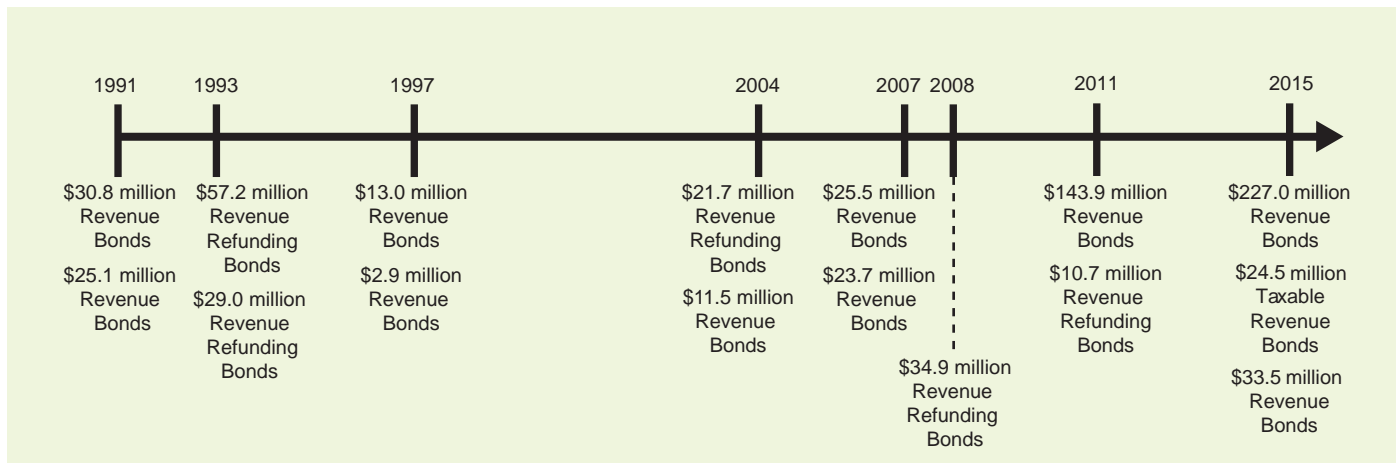 1991
$30.8 million
Revenue
Bonds
$25.1 million
Revenue
Bonds
1993
$57.2 million
Revenue
Refunding
Bonds
$29.0 million
Revenue
Refunding
Bonds
1997
$13.0 million
Revenue
Bonds
$2.9 million
Revenue
Bonds
2004
$21.7 million
Revenue
Refunding
Bonds
$11.5 million
Revenue
Bonds
2007
$25.5 million
Revenue
Bonds
$23.7 million
Revenue
Bonds
2008
$34.9 million
Revenue
Refunding
Bonds
2011
$143.9 million
Revenue
Bonds
$10.7 million
Revenue
Refunding
Bonds
2015
$227.0 million
Revenue
Bonds
$24.5 million
Taxable
Revenue
Bonds
$33.5 million
Revenue
Bonds